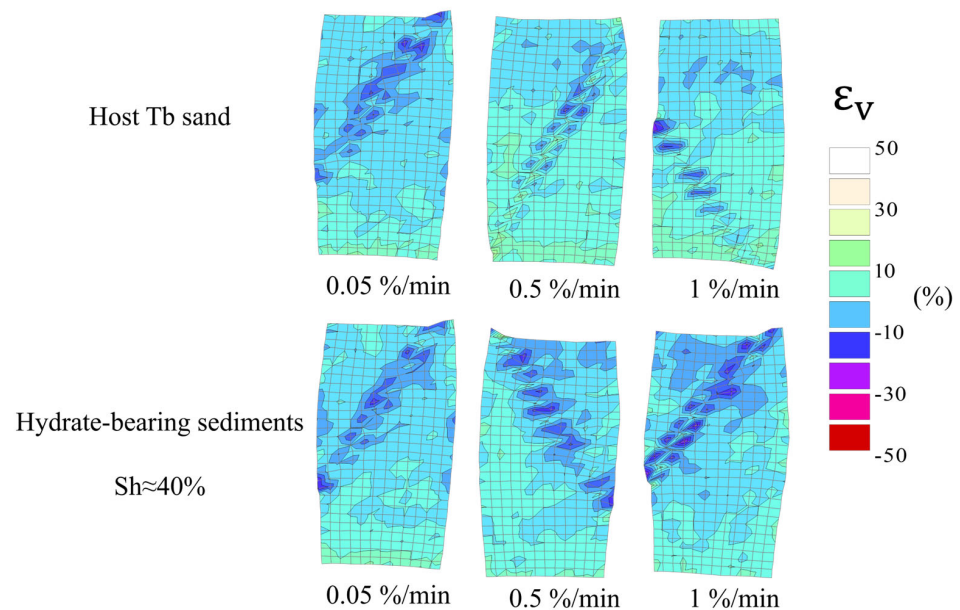 Host Tb sand
0.05 %/min
0.5 %/min
1 %/min
Hydrate-bearing sediments
Sh≈40%
0.05 %/min
0.5 %/min
1 %/min
εv
50
30
10
-10
-30
-50
(%)